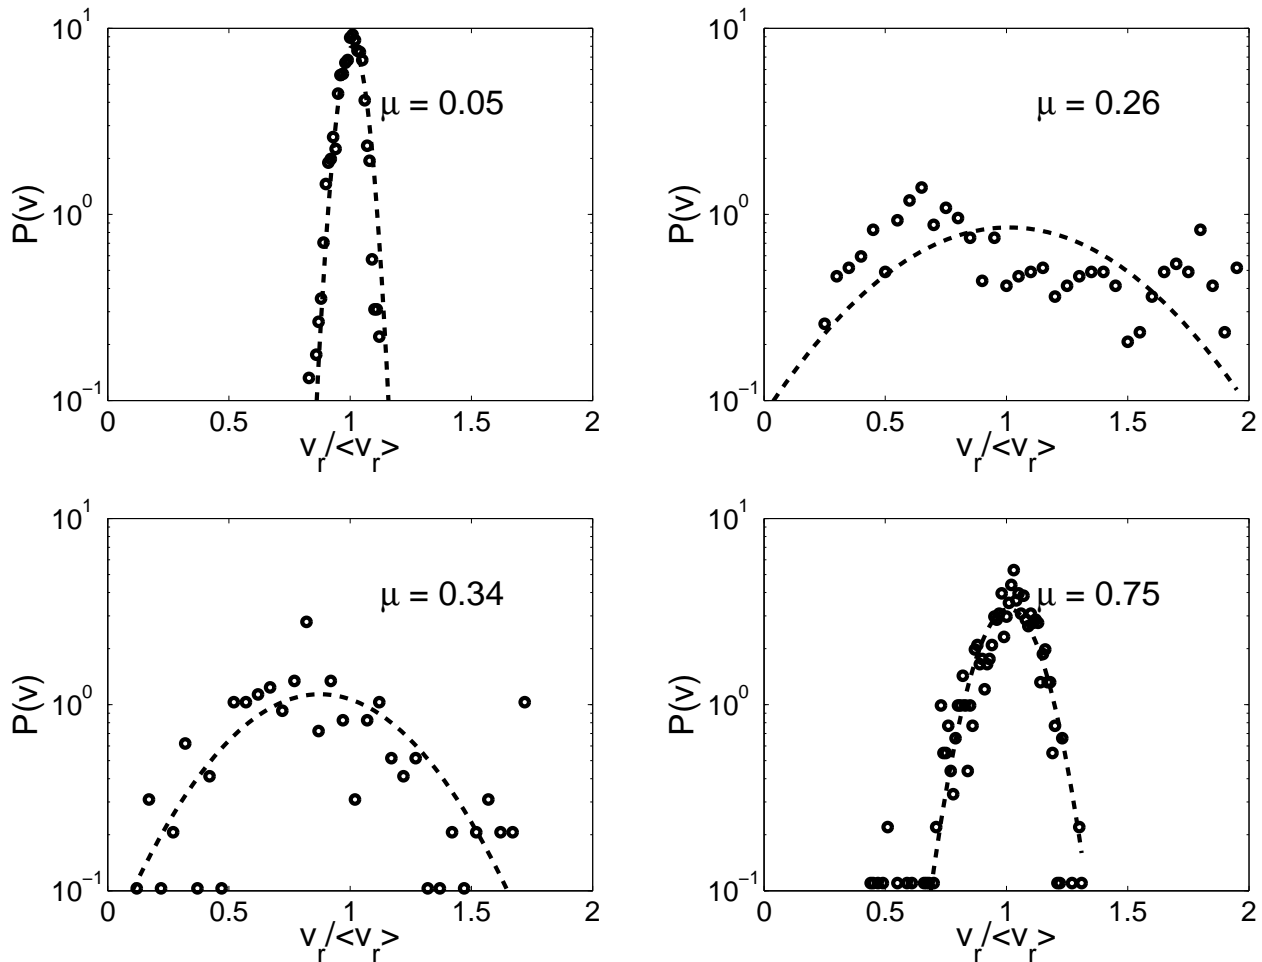 10^1
10^0
10^-1
P(v)
μ = 0.05
0
0.5
1
1.5
2
v_r/<v_r>
10^1
10^0
10^-1
P(v)
μ = 0.26
0
0.5
1
1.5
2
v_r/<v_r>
10^1
10^0
10^-1
P(v)
μ = 0.34
0
0.5
1
1.5
2
v_r/<v_r>
10^1
10^0
10^-1
P(v)
μ = 0.75
0
0.5
1
1.5
2
v_r/<v_r>